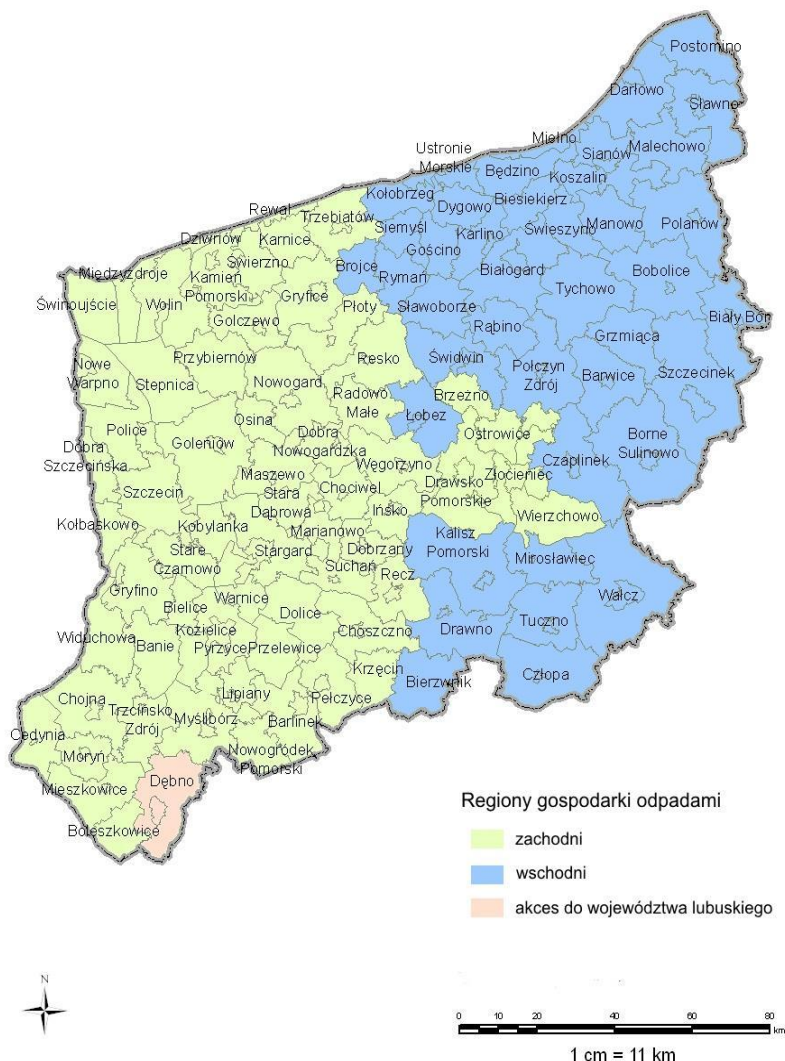 Postomino
Darłowo
Sławno
Mielno
Ustronie
Morskie
Sianów
Malechowo
Będzino
Koszalin
Kołobrzeg
Dygowo
Biesiekierz
Rewal
Trzebiatów
Siemyśl
Karlino
Świeszyno
Manowo
Polanów
Dziwnów
Karnice
Gościno
Świerzno
Międzyzdroje
Kamień
Pomorski
Brojce
Rymań
Białogard
Tychowo
Bobolice
Świnoujście
Wolin
Gryfice
Płoty
Sławoborze
Golczewo
Rąbino
Biały Bór
Grzmiąca
Przybiernów
Resko
Świdwin
Połczyn
Zdrój
Barwice
Szczecinek
Nowe
Warpno
Stepnica
Nowogard
Radowo
Małe
Brzeżno
Łobez
Police
Osina
Dobra
Nowogardzka
Ostrowice
Borne
Sulinowo
Dobra
Szczecińska
Goleniów
Węgorzyno
Czaplinek
Maszewo
Złocieniec
Szczecin
Stara
Dąbrowa
Chociwel
Drawsko
Pomorskie
Kołbaskowo
Kobylanka
Ińsko
Wierzchowo
Marianowo
Kalisz
Pomorski
Stare
Czarnowo
Stargard
Dobrzany
Suchań
Mirosławiec
Recz
Gryfino
Warnice
Wałcz
Bielice
Dolice
Widuchowa
Kozielice
Choszczno
Drawno
Tuczno
Banie
Pyrzyce
Przelewice
Krzęcin
Bierzwnik
Człopa
Chojna
Lipiany
Pełczyce
Trzcińsko
Zdrój
Myślibórz
Barlinek
Cedynia
Moryń
Nowogródek
Pomorski
Mieszkowice
Dębno
Boleszkowice
Regiony gospodarki odpadami
zachodni
wschodni
akces do województwa lubuskiego
N
0 10 20 40 60 80
km
1 cm = 11 km